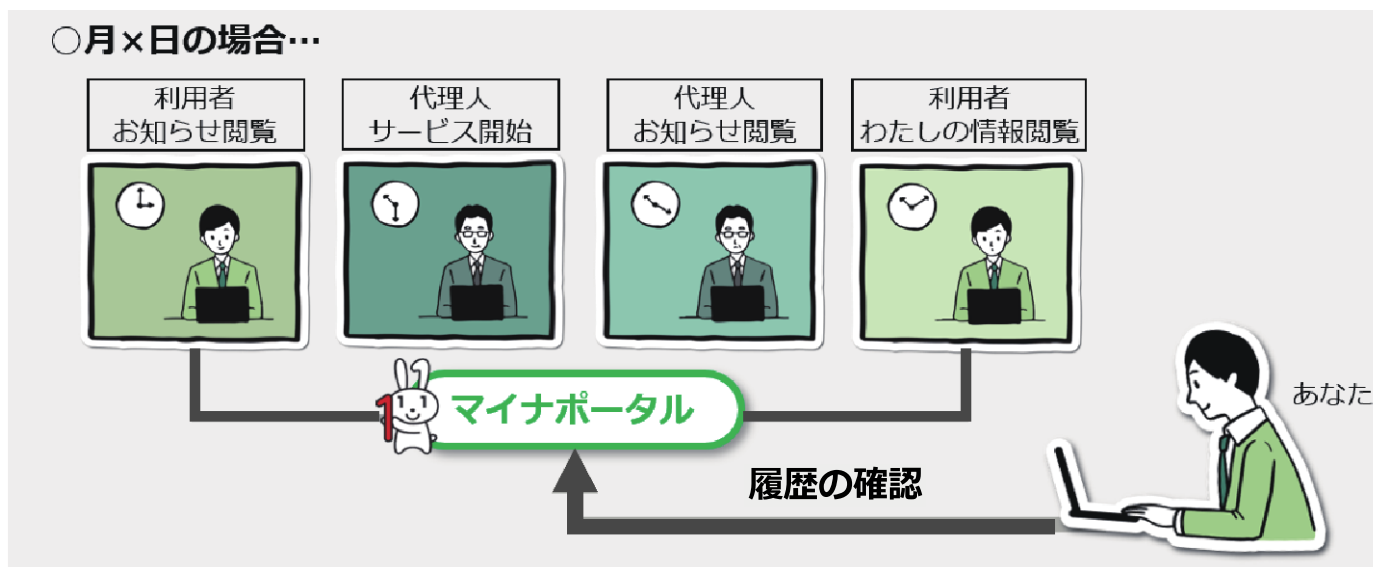 ○月×日の場合…
利用者
お知らせ閲覧
代理人
サービス開始
代理人
お知らせ閲覧
利用者
わたしの情報閲覧
1
マイナポータル
あなた
履歴の確認